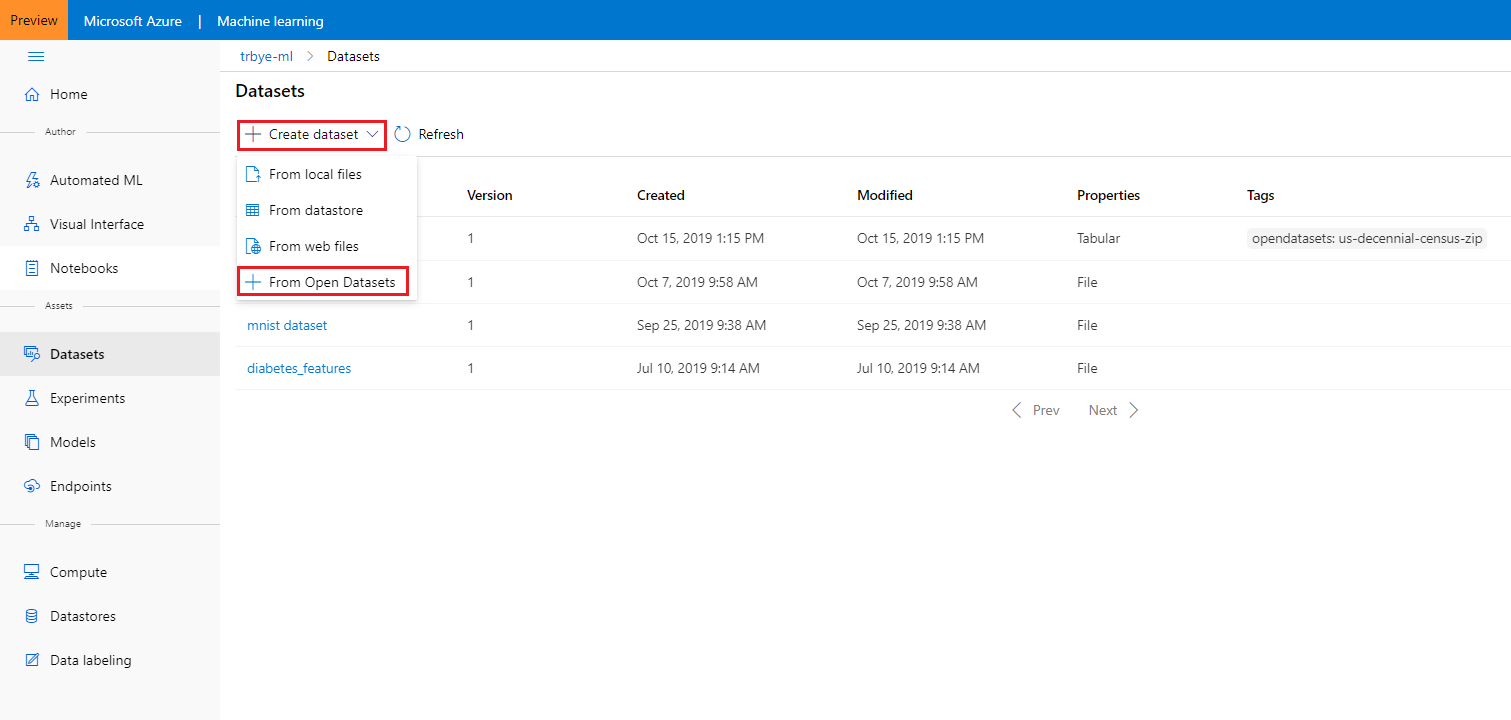 Preview Microsoft Azure | Machine learning
trbye-ml > Datasets
Home
Author
Automated ML
Visual Interface
Notebooks
Assets
Datasets
Experiments
Models
Endpoints
Manage
Compute
Datastores
Data labeling
Datasets
Create dataset Refresh
From local files
From datastore
From web files
From Open Datasets
Version Created Modified Properties Tags
1 Oct 15, 2019 1:15 PM Oct 15, 2019 1:15 PM Tabular opendatasets: us-decennial-census-zip
1 Oct 7, 2019 9:58 AM Oct 7, 2019 9:58 AM File
mnist dataset 1 Sep 25, 2019 9:38 AM Sep 25, 2019 9:38 AM File
diabetes_features 1 Jul 10, 2019 9:14 AM Jul 10, 2019 9:14 AM File
Prev Next